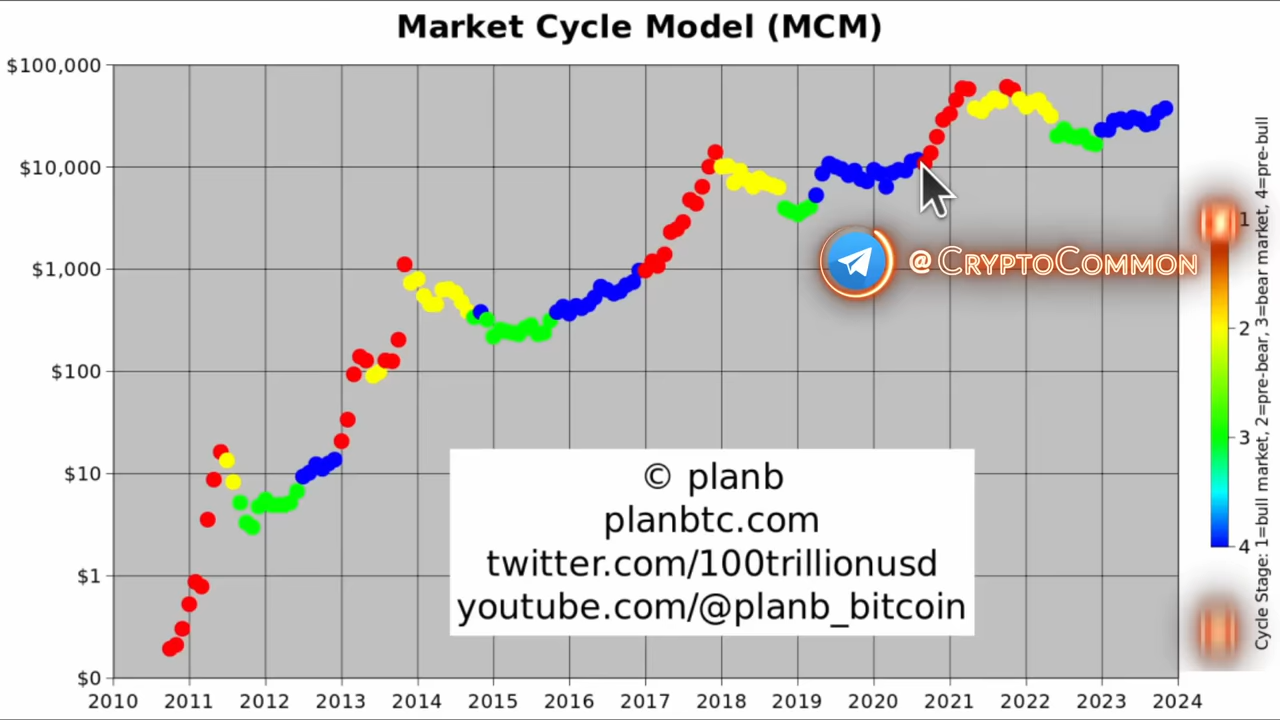 Market Cycle Model (MCM)
$100,000
$10,000
$1,000
$100
$10
$1
$0
2010 2011 2012 2013 2014 2015 2016 2017 2018 2019 2020 2021 2022 2023 2024
@CryptoCommon
© planb
planbtc.com
twitter.com/100trillionusd
youtube.com/@planb_bitcoin
1
2
3
4
Cycle Stage: 1=bull market, 2=pre-bear, 3=bear market, 4=pre-bull